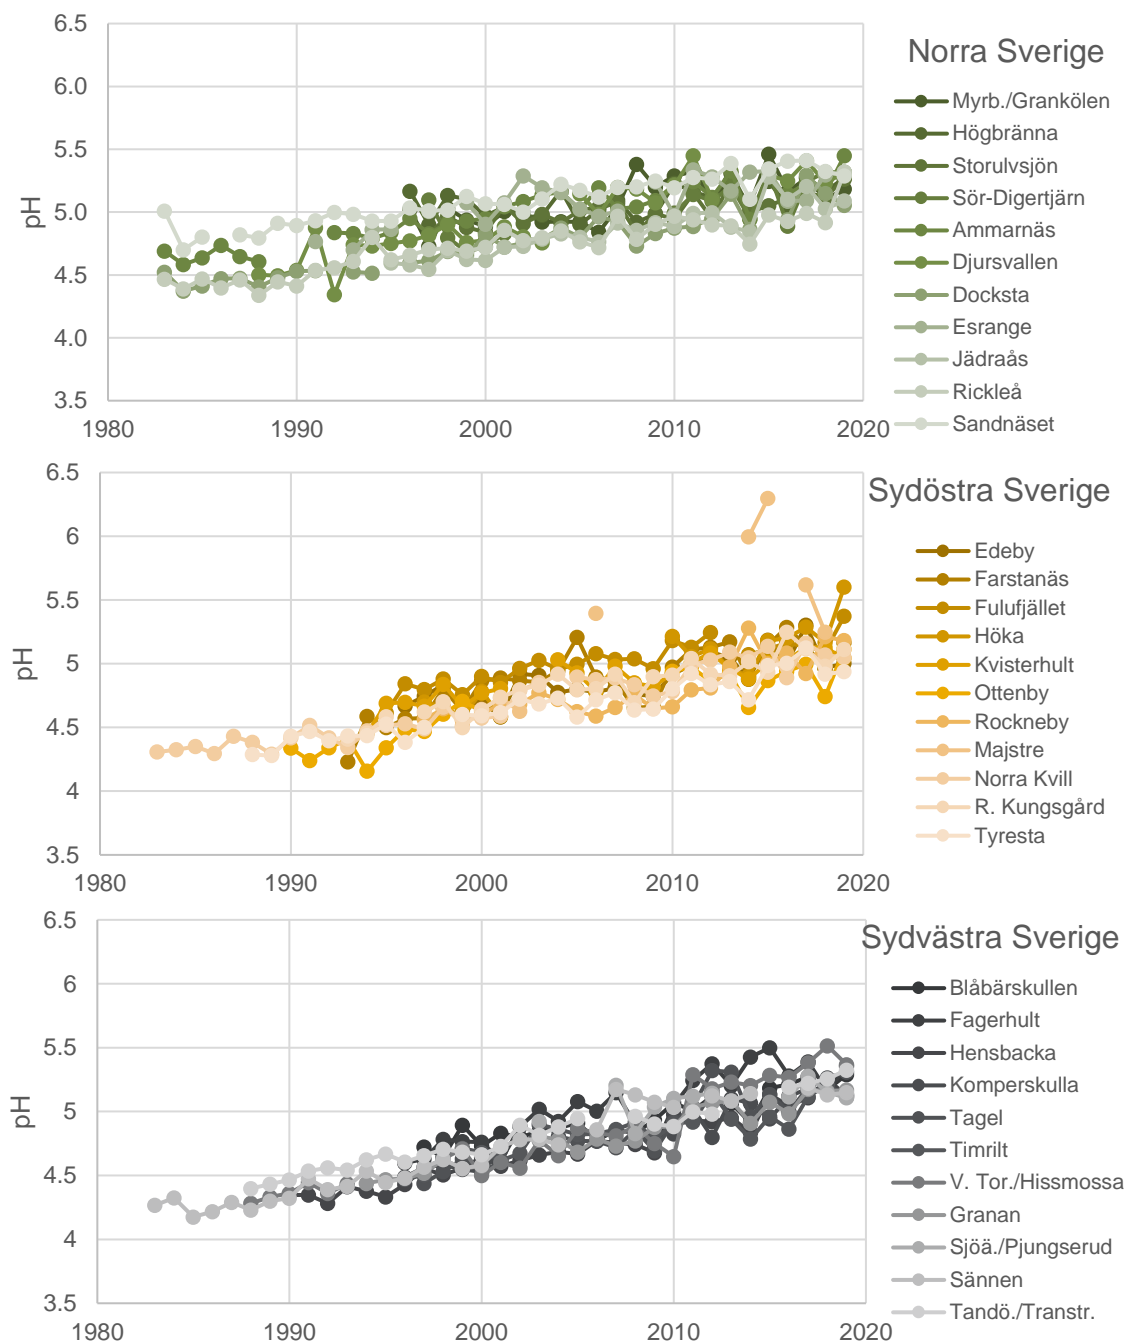 6.5
6.0
5.5
5.0
4.5
4.0
3.5
pH
1980
1990
2000
2010
2020
Norra Sverige
Myrb./Grankölen
Högbränna
Storulvsjön
Sör-Digertjärn
Ammarnäs
Djursvallen
Docksta
Esrange
Jädraås
Rickleå
Sandnäset
6.5
6
5.5
5
4.5
4
3.5
pH
1980
1990
2000
2010
2020
Sydöstra Sverige
Edeby
Farstanäs
Fulufjället
Höka
Kvisterhult
Ottenby
Rockneby
Majstre
Norra Kvill
R. Kungsgård
Tyresta
6.5
6
5.5
5
4.5
4
3.5
pH
1980
1990
2000
2010
2020
Sydvästra Sverige
Blåbärskullen
Fagerhult
Hensbacka
Komperskulla
Tagel
Timrilt
V. Tor./Hissmossa
Granan
Sjöä./Pjungserud
Sännen
Tandö./Transtr.